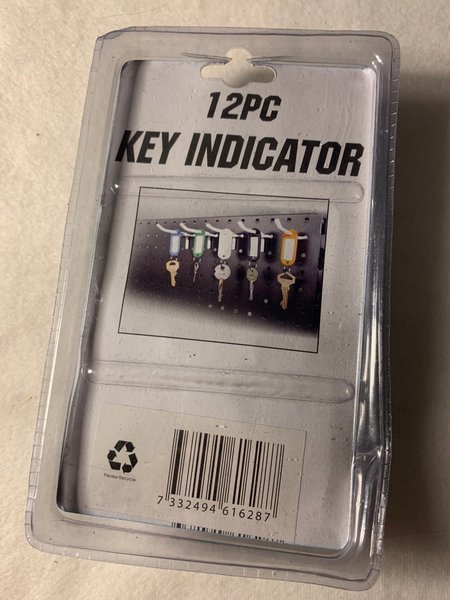 12PC
KEY INDICATOR
Please Recycle
7 332494 616287